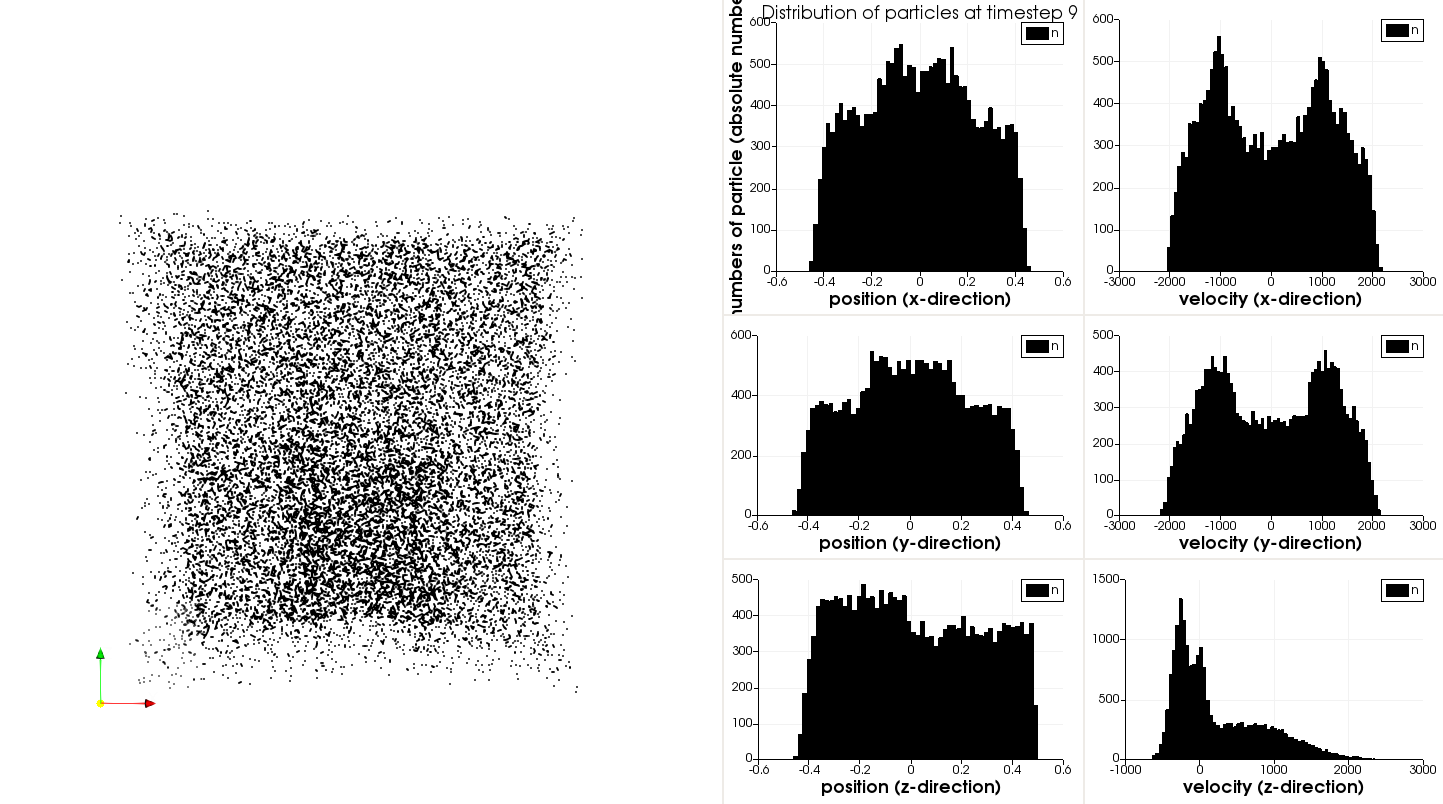 Distribution of particles at timestep 9
numbers of particle (absolute number
600
500
400
300
200
100
0
-0.6 -0.4 -0.2 0 0.2 0.4 0.6
position (x-direction)
n
600
500
400
300
200
100
0
-3000 -2000 -1000 0 1000 2000 3000
velocity (x-direction)
n
600
400
200
0
-0.6 -0.4 -0.2 0 0.2 0.4 0.6
position (y-direction)
n
500
400
300
200
100
0
-3000 -2000 -1000 0 1000 2000 3000
velocity (y-direction)
n
500
400
300
200
100
0
-0.6 -0.4 -0.2 0 0.2 0.4 0.6
position (z-direction)
n
1500
1000
500
0
-1000 0 1000 2000 3000
velocity (z-direction)
n